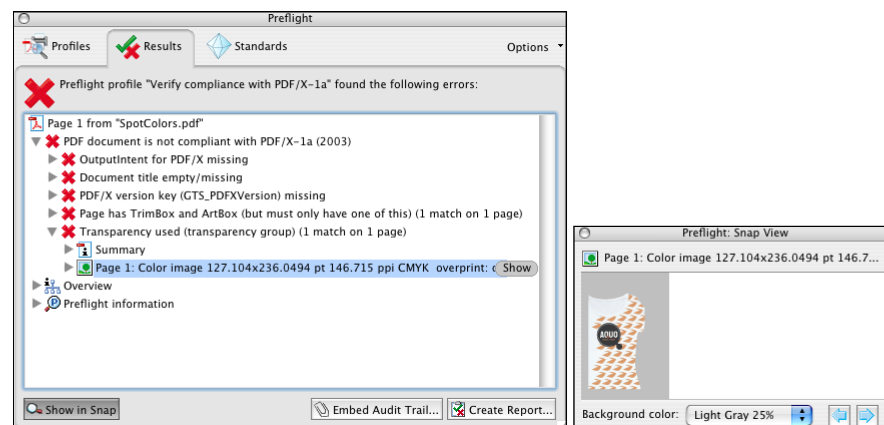 Preflight
Profiles
Results
Standards
Options
Preflight profile "Verify compliance with PDF/X-1a" found the following errors:
Page 1 from "SpotColors.pdf"
PDF document is not compliant with PDF/X-1a (2003)
OutputIntent for PDF/X missing
Document title empty/missing
PDF/X version key (GTS_PDFXVersion) missing
Page has TrimBox and ArtBox (but must only have one of this) (1 match on 1 page)
Transparency used (transparency group) (1 match on 1 page)
Summary
Page 1: Color image 127.104x236.0494 pt 146.715 ppi CMYK overprint: Show
Overview
Preflight information
Show in Snap
Embed Audit Trail...
Create Report...
Preflight: Snap View
Page 1: Color image 127.104x236.0494 pt 146.7...
AQUO
Background color: Light Gray 25%